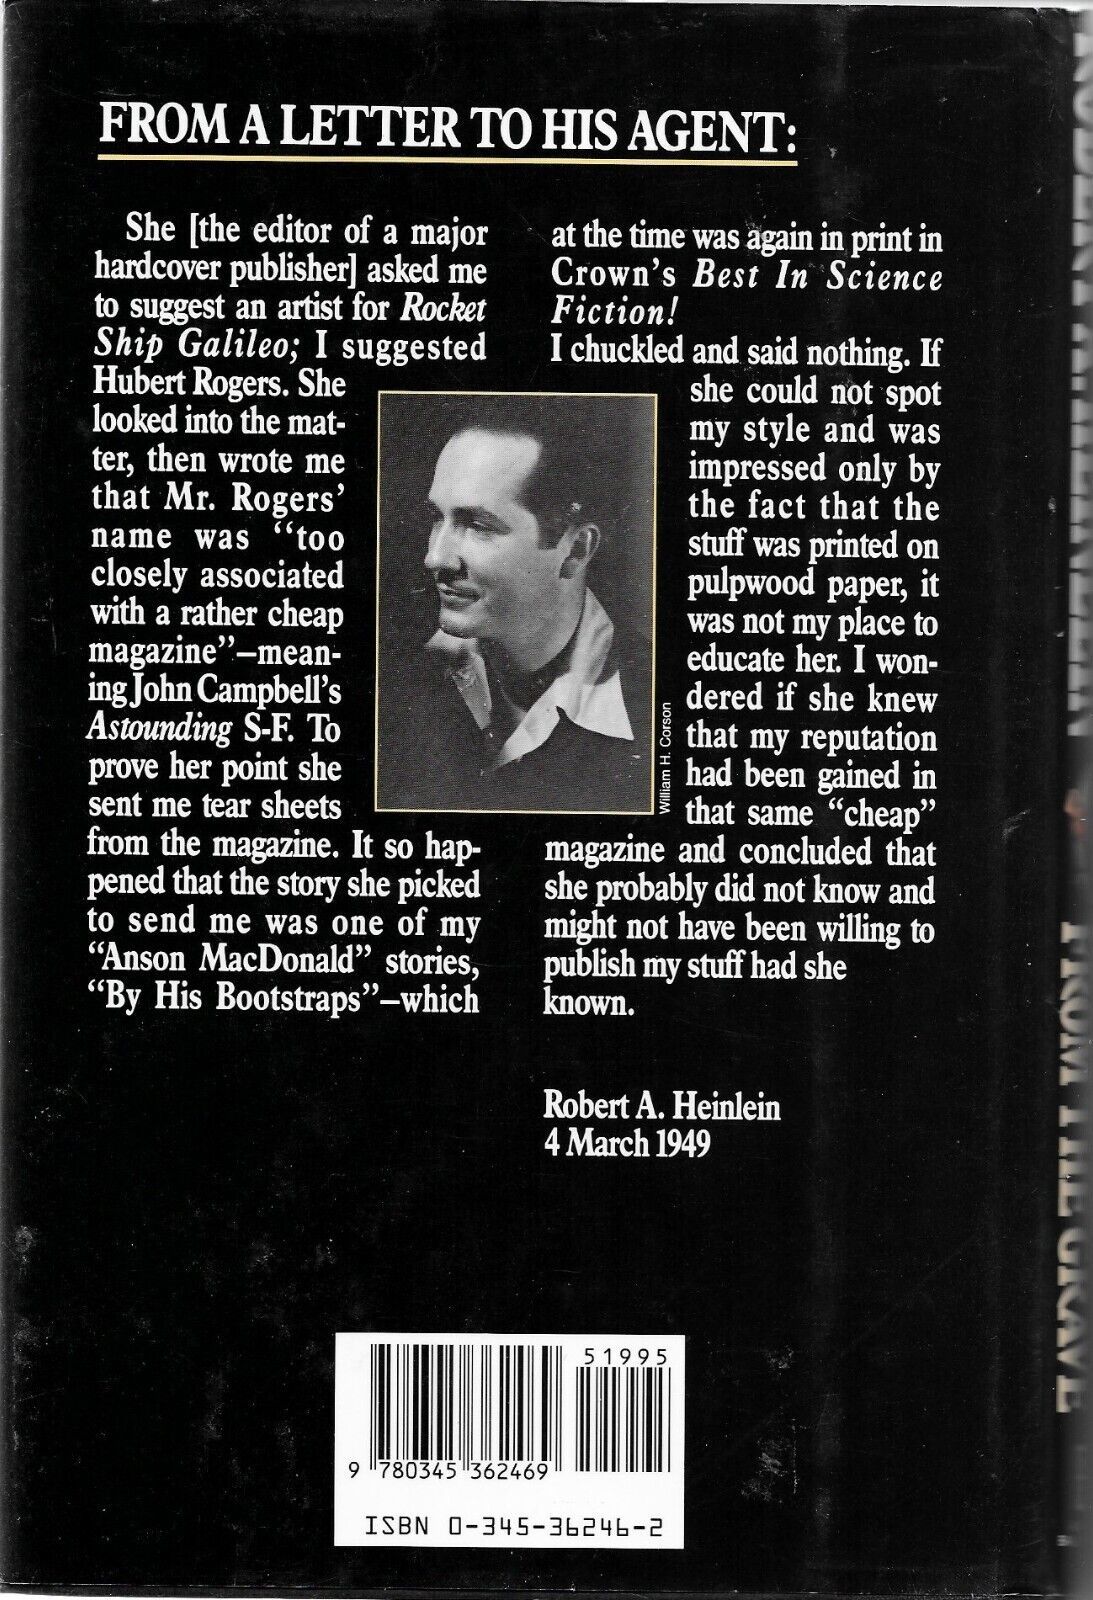 FROM A LETTER TO HIS AGENT:
She [the editor of a major
hardcover publisher] asked me
to suggest an artist for Rocket
Ship Galileo; I suggested
Hubert Rogers. She
looked into the mat-
ter, then wrote me
that Mr. Rogers'
name was “too
closely associated
with a rather cheap
magazine”–mean-
ing John Campbell's
Astounding S-F. To
prove her point she
sent me tear sheets
from the magazine. It so hap-
pened that the story she picked
to send me was one of my
“Anson MacDonald” stories,
“By His Bootstraps”–which
at the time was again in print in
Crown's Best In Science
Fiction!
I chuckled and said nothing. If
she could not spot
my style and was
impressed only by
the fact that the
stuff was printed on
pulpwood paper, it
was not my place to
educate her. I won-
dered if she knew
that my reputation
had been gained in
that same “cheap”
magazine and concluded that
she probably did not know and
might not have been willing to
publish my stuff had she
known.
William H. Corson
Robert A. Heinlein
4 March 1949
51995
9 780345 362469
ISBN 0-345-36246-2
ROBERT A. HEINLEIN
FROM THE GRAVE